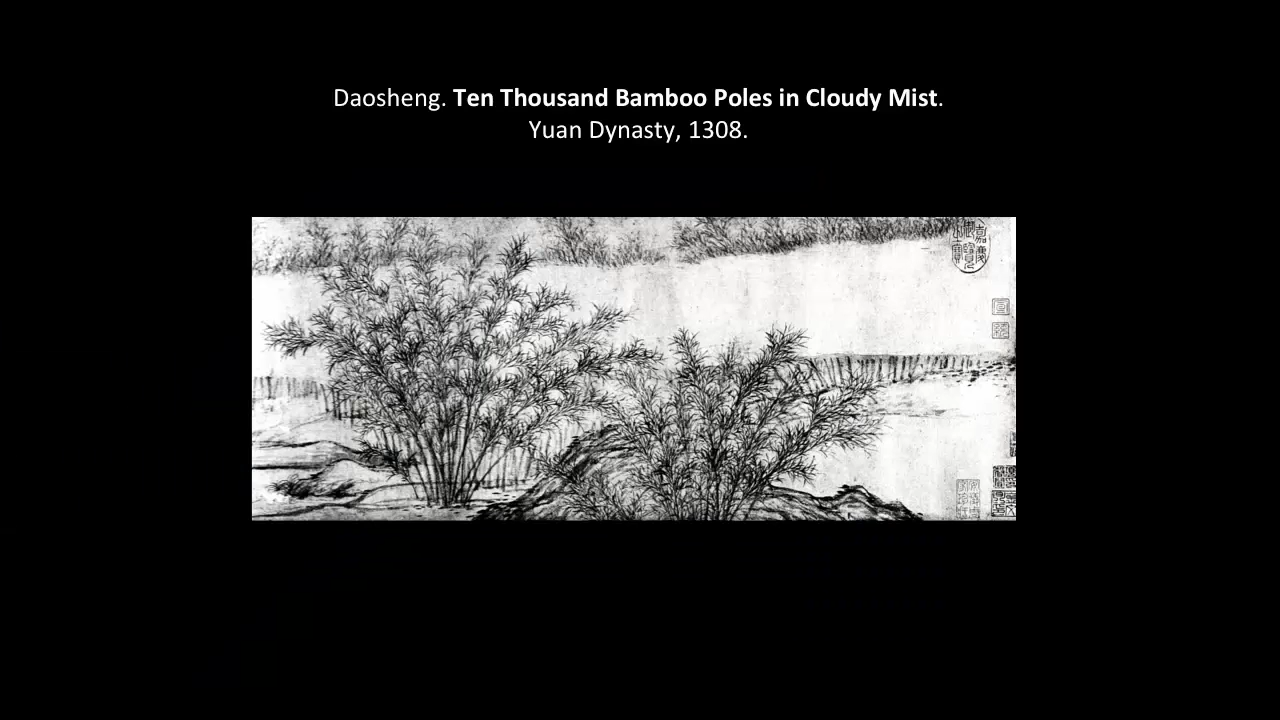 Daosheng. Ten Thousand Bamboo Poles in Cloudy Mist.
Yuan Dynasty, 1308.